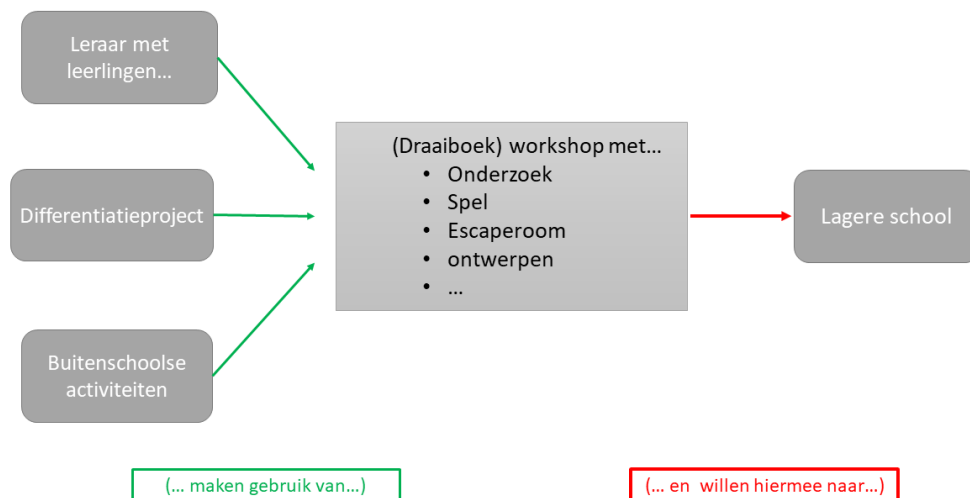 Leraar met
leerlingen…
Differentiatieproject
Buitenschoolse
activiteiten
(Draaiboek) workshop met…
• Onderzoek
• Spel
• Escaperoom
• ontwerpen
• …
Lagere school
(… maken gebruik van…)
(… en  willen hiermee naar…)